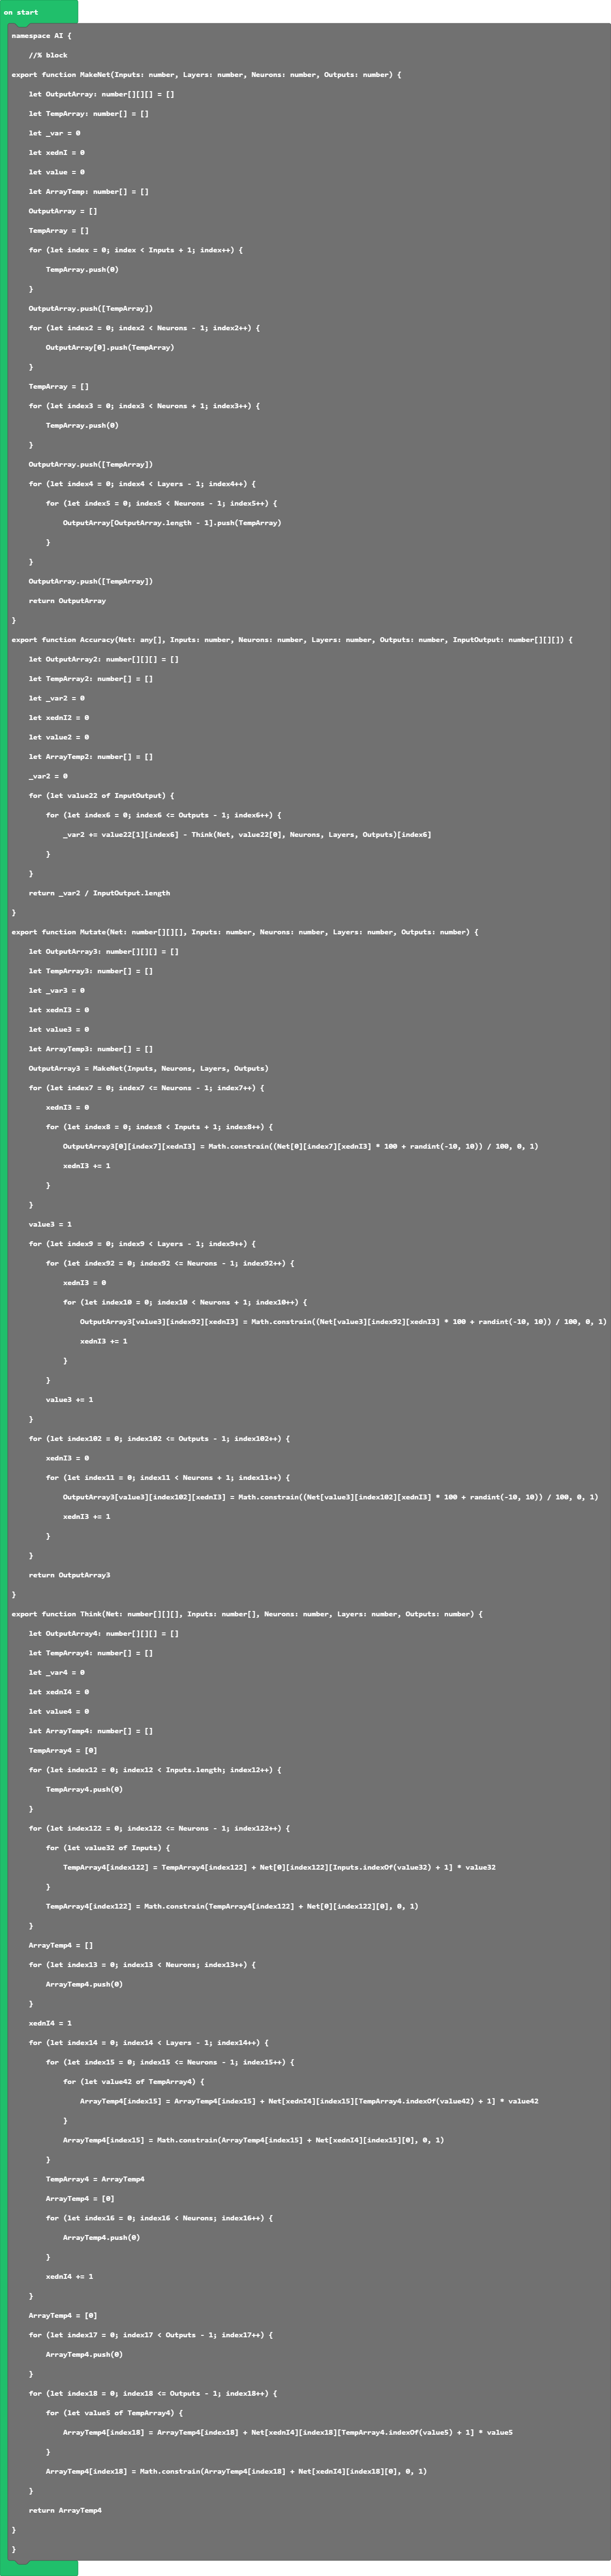 on start
namespace AI {
//% block
export function MakeNet(Inputs: number, Layers: number, Neurons: number, Outputs: number) {
let OutputArray: number[][][] = []
let TempArray: number[] = []
let _var = 0
let xednI = 0
let value = 0
let ArrayTemp: number[] = []
OutputArray = []
TempArray = []
for (let index = 0; index < Inputs + 1; index++) {
TempArray.push(0)
}
OutputArray.push([TempArray])
for (let index2 = 0; index2 < Neurons - 1; index2++) {
OutputArray[0].push(TempArray)
}
TempArray = []
for (let index3 = 0; index3 < Neurons + 1; index3++) {
TempArray.push(0)
}
OutputArray.push([TempArray])
for (let index4 = 0; index4 < Layers - 1; index4++) {
for (let index5 = 0; index5 < Neurons - 1; index5++) {
OutputArray[OutputArray.length - 1].push(TempArray)
}
}
OutputArray.push([TempArray])
return OutputArray
}
export function Accuracy(Net: any[], Inputs: number, Neurons: number, Layers: number, Outputs: number, InputOutput: number[][][]) {
let OutputArray2: number[][][] = []
let TempArray2: number[] = []
let _var2 = 0
let xednI2 = 0
let value2 = 0
let ArrayTemp2: number[] = []
_var2 = 0
for (let value22 of InputOutput) {
for (let index6 = 0; index6 <= Outputs - 1; index6++) {
_var2 += value22[1][index6] - Think(Net, value22[0], Neurons, Layers, Outputs)[index6]
}
}
return _var2 / InputOutput.length
}
export function Mutate(Net: number[][][], Inputs: number, Neurons: number, Layers: number, Outputs: number) {
let OutputArray3: number[][][] = []
let TempArray3: number[] = []
let _var3 = 0
let xednI3 = 0
let value3 = 0
let ArrayTemp3: number[] = []
OutputArray3 = MakeNet(Inputs, Neurons, Layers, Outputs)
for (let index7 = 0; index7 <= Neurons - 1; index7++) {
xednI3 = 0
for (let index8 = 0; index8 < Inputs + 1; index8++) {
OutputArray3[0][index7][xednI3] = Math.constrain((Net[0][index7][xednI3] * 100 + randint(-10, 10)) / 100, 0, 1)
xednI3 += 1
}
}
value3 = 1
for (let index9 = 0; index9 < Layers - 1; index9++) {
for (let index92 = 0; index92 <= Neurons - 1; index92++) {
xednI3 = 0
for (let index10 = 0; index10 < Neurons + 1; index10++) {
OutputArray3[value3][index92][xednI3] = Math.constrain((Net[value3][index92][xednI3] * 100 + randint(-10, 10)) / 100, 0, 1)
xednI3 += 1
}
}
value3 += 1
}
for (let index102 = 0; index102 <= Outputs - 1; index102++) {
xednI3 = 0
for (let index11 = 0; index11 < Neurons + 1; index11++) {
OutputArray3[value3][index102][xednI3] = Math.constrain((Net[value3][index102][xednI3] * 100 + randint(-10, 10)) / 100, 0, 1)
xednI3 += 1
}
}
return OutputArray3
}
export function Think(Net: number[][][], Inputs: number[], Neurons: number, Layers: number, Outputs: number) {
let OutputArray4: number[][][] = []
let TempArray4: number[] = []
let _var4 = 0
let xednI4 = 0
let value4 = 0
let ArrayTemp4: number[] = []
TempArray4 = [0]
for (let index12 = 0; index12 < Inputs.length; index12++) {
TempArray4.push(0)
}
for (let index122 = 0; index122 <= Neurons - 1; index122++) {
for (let value32 of Inputs) {
TempArray4[index122] = TempArray4[index122] + Net[0][index122][Inputs.indexOf(value32) + 1] * value32
}
TempArray4[index122] = Math.constrain(TempArray4[index122] + Net[0][index122][0], 0, 1)
}
ArrayTemp4 = []
for (let index13 = 0; index13 < Neurons; index13++) {
ArrayTemp4.push(0)
}
xednI4 = 1
for (let index14 = 0; index14 < Layers - 1; index14++) {
for (let index15 = 0; index15 <= Neurons - 1; index15++) {
for (let value42 of TempArray4) {
ArrayTemp4[index15] = ArrayTemp4[index15] + Net[xednI4][index15][TempArray4.indexOf(value42) + 1] * value42
}
ArrayTemp4[index15] = Math.constrain(ArrayTemp4[index15] + Net[xednI4][index15][0], 0, 1)
}
TempArray4 = ArrayTemp4
ArrayTemp4 = [0]
for (let index16 = 0; index16 < Neurons; index16++) {
ArrayTemp4.push(0)
}
xednI4 += 1
}
ArrayTemp4 = [0]
for (let index17 = 0; index17 < Outputs - 1; index17++) {
ArrayTemp4.push(0)
}
for (let index18 = 0; index18 <= Outputs - 1; index18++) {
for (let value5 of TempArray4) {
ArrayTemp4[index18] = ArrayTemp4[index18] + Net[xednI4][index18][TempArray4.indexOf(value5) + 1] * value5
}
ArrayTemp4[index18] = Math.constrain(ArrayTemp4[index18] + Net[xednI4][index18][0], 0, 1)
}
return ArrayTemp4
}
}